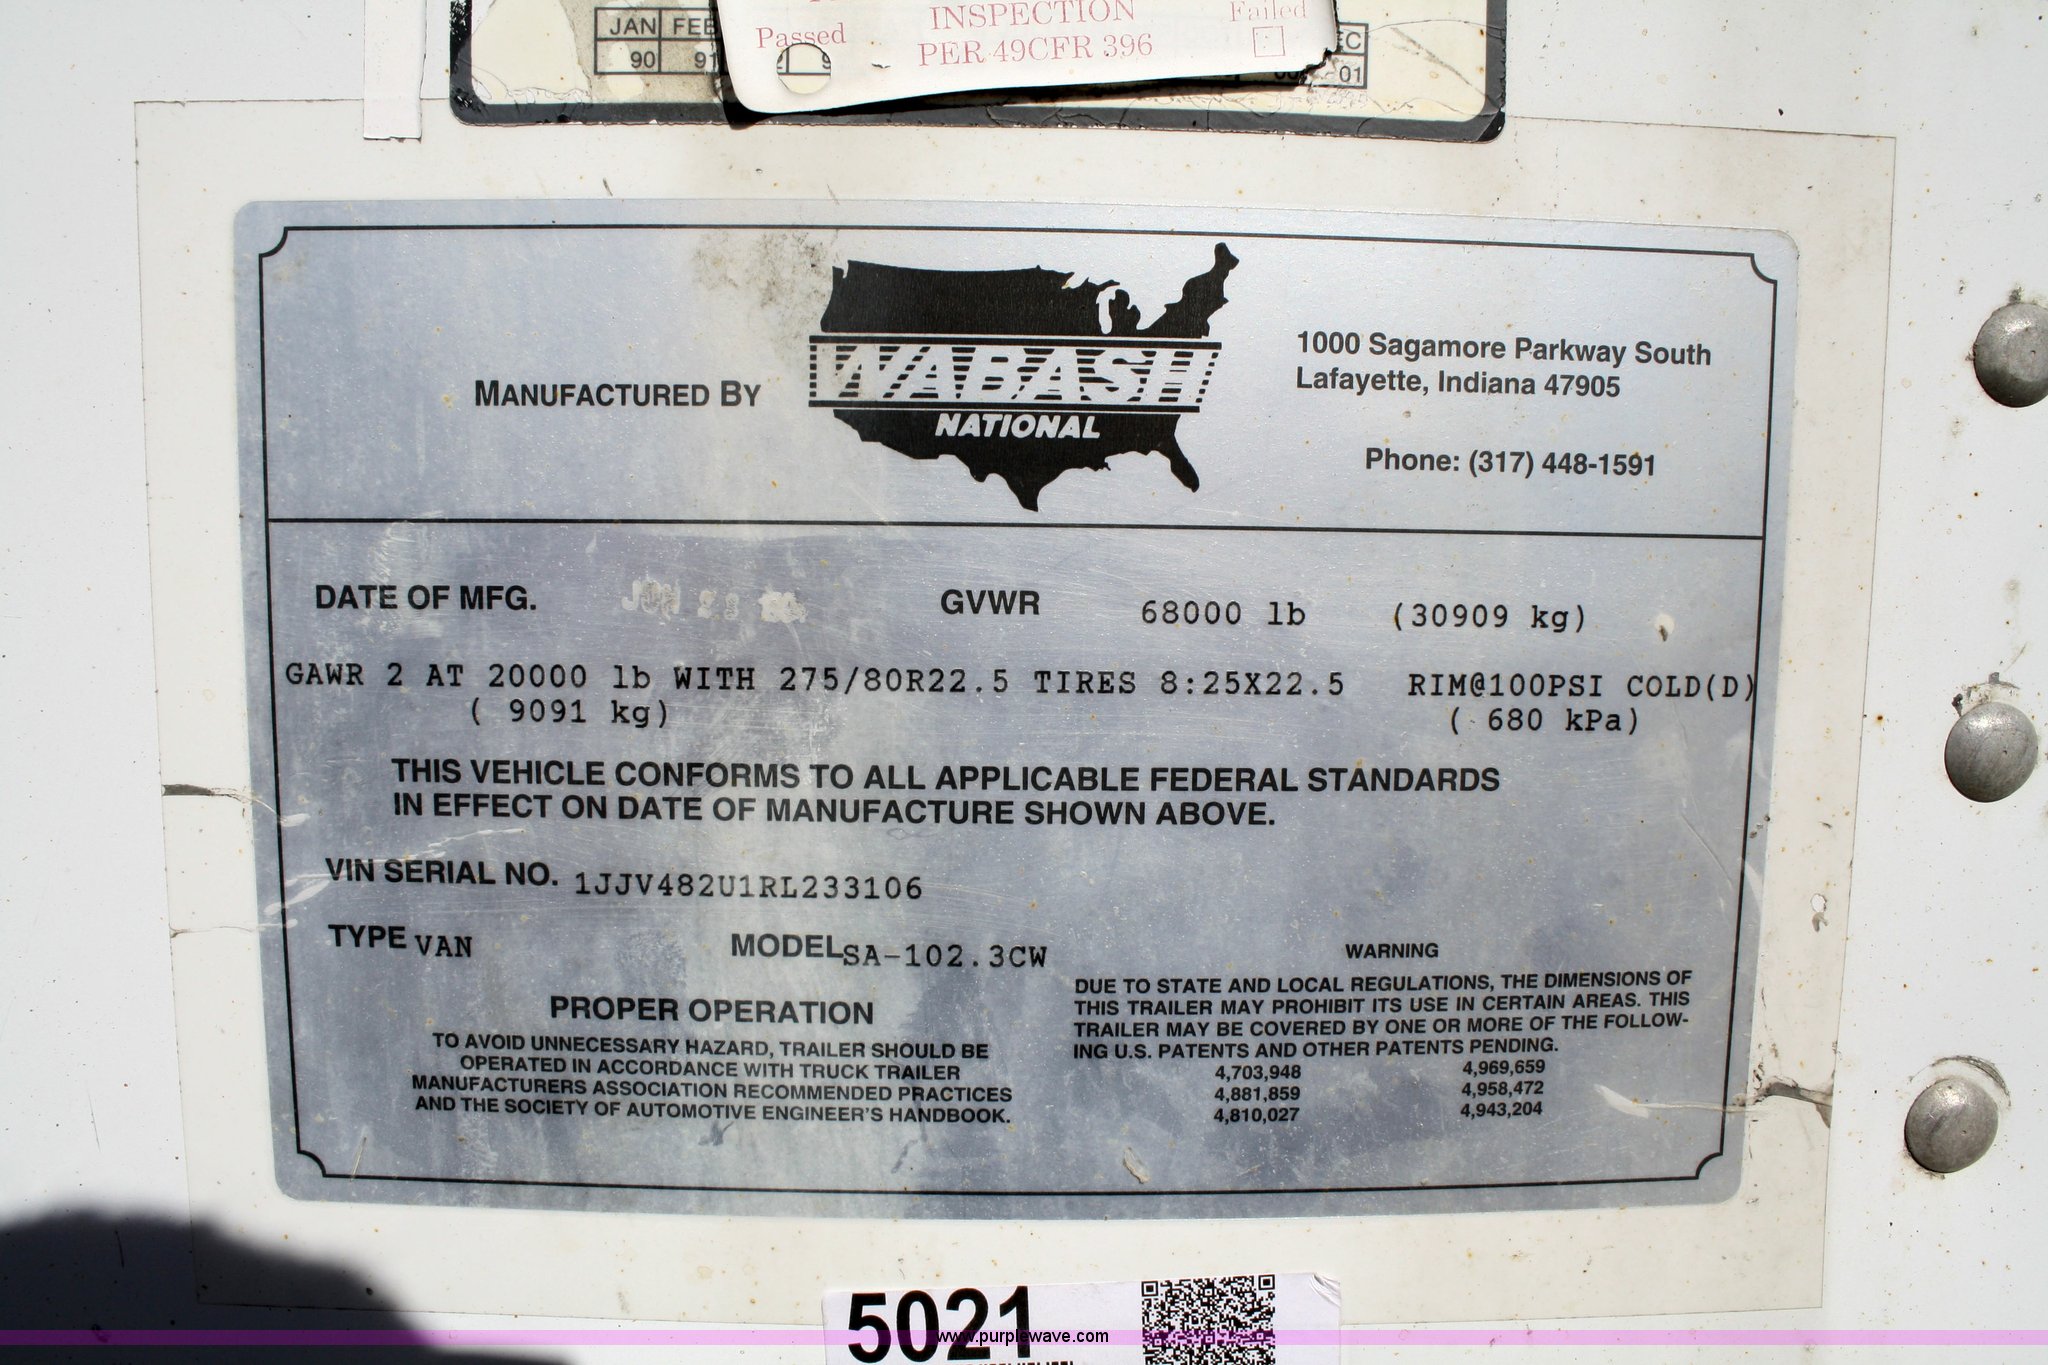 JAN FEB
90 91
Passed
INSPECTION
PER 49CFR 396
Failed
01
MANUFACTURED BY
WABASH
NATIONAL
1000 Sagamore Parkway South
Lafayette, Indiana 47905
Phone: (317) 448-1591
DATE OF MFG. GVWR 68000 lb (30909 kg)
GAWR 2 AT 20000 lb WITH 275/80R22.5 TIRES 8:25X22.5 RIM@100PSI COLD(D)
( 9091 kg) ( 680 kPa)
THIS VEHICLE CONFORMS TO ALL APPLICABLE FEDERAL STANDARDS
IN EFFECT ON DATE OF MANUFACTURE SHOWN ABOVE.
VIN SERIAL NO. 1JJV482U1RL233106
TYPE VAN MODEL SA-102.3CW
PROPER OPERATION
TO AVOID UNNECESSARY HAZARD, TRAILER SHOULD BE
OPERATED IN ACCORDANCE WITH TRUCK TRAILER
MANUFACTURERS ASSOCIATION RECOMMENDED PRACTICES
AND THE SOCIETY OF AUTOMOTIVE ENGINEER'S HANDBOOK.
WARNING
DUE TO STATE AND LOCAL REGULATIONS, THE DIMENSIONS OF
THIS TRAILER MAY PROHIBIT ITS USE IN CERTAIN AREAS. THIS
TRAILER MAY BE COVERED BY ONE OR MORE OF THE FOLLOW-
ING U.S. PATENTS AND OTHER PATENTS PENDING.
4,703,948 4,969,659
4,881,859 4,958,472
4,810,027 4,943,204
5021
www.purplewave.com